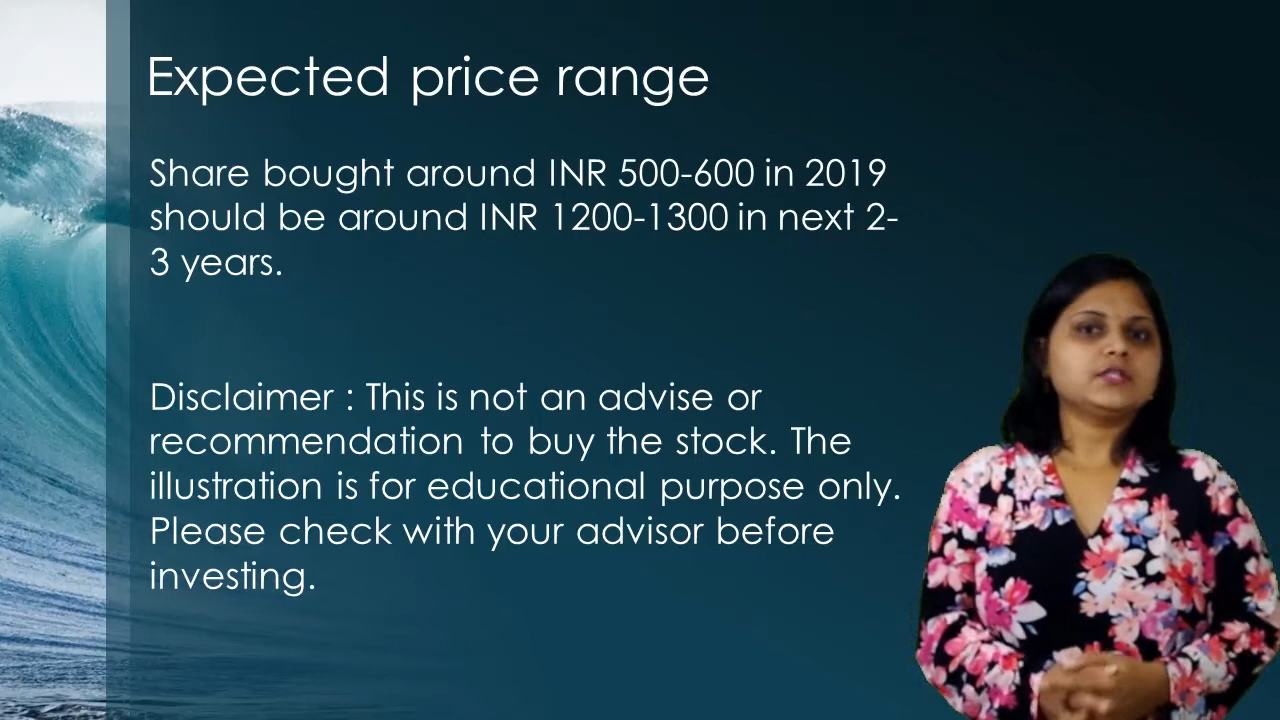 Expected price range
Share bought around INR 500-600 in 2019
should be around INR 1200-1300 in next 2-
3 years.
Disclaimer : This is not an advise or
recommendation to buy the stock. The
illustration is for educational purpose only.
Please check with your advisor before
investing.